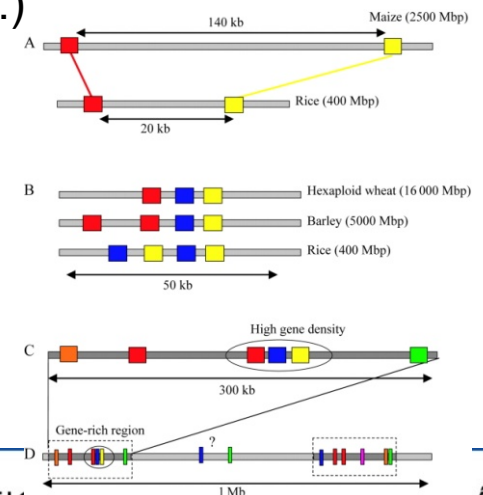 .)
Maize (2500 Mbp)
140 kb
A
Rice (400 Mbp)
20 kb
B
Hexaploid wheat (16 000 Mbp)
Barley (5000 Mbp)
Rice (400 Mbp)
50 kb
High gene density
C
300 kb
Gene-rich region
?
D
1 Mb